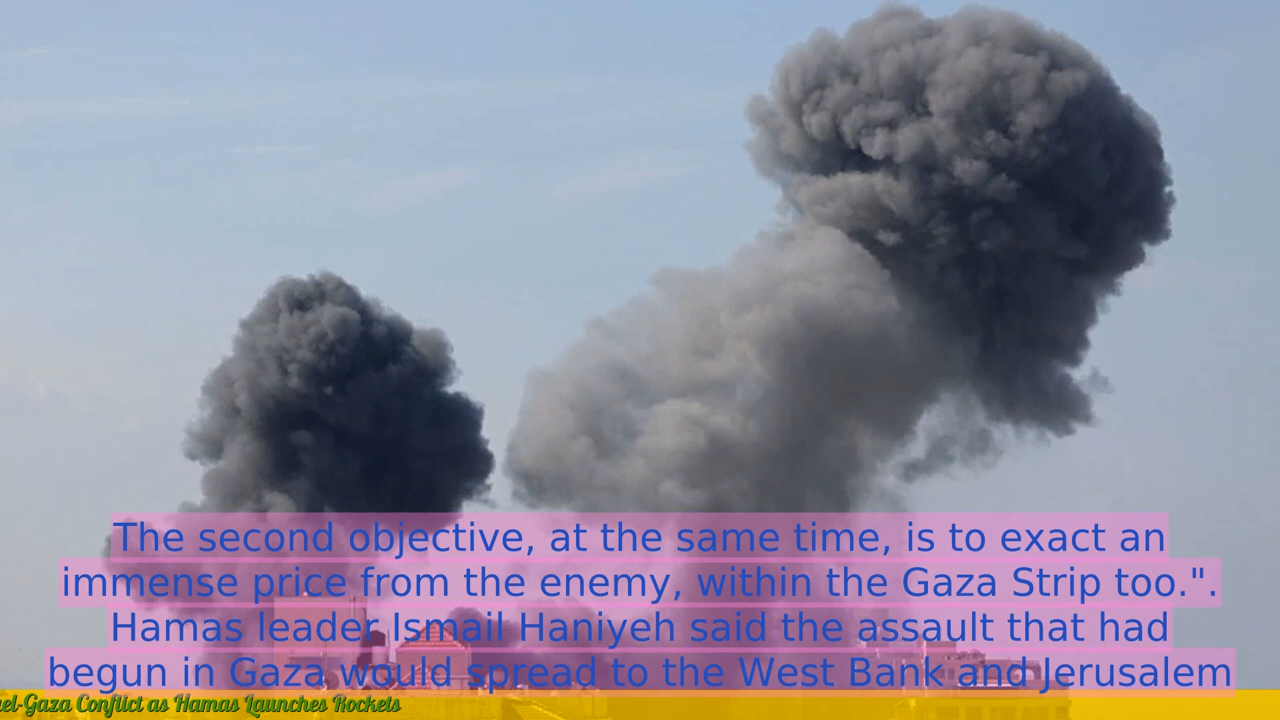 The second objective, at the same time, is to exact an
immense price from the enemy, within the Gaza Strip too.".
Hamas leader Ismail Haniyeh said the assault that had
begun in Gaza would spread to the West Bank and Jerusalem
el-Gaza Conflict as Hamas Launches Rockets